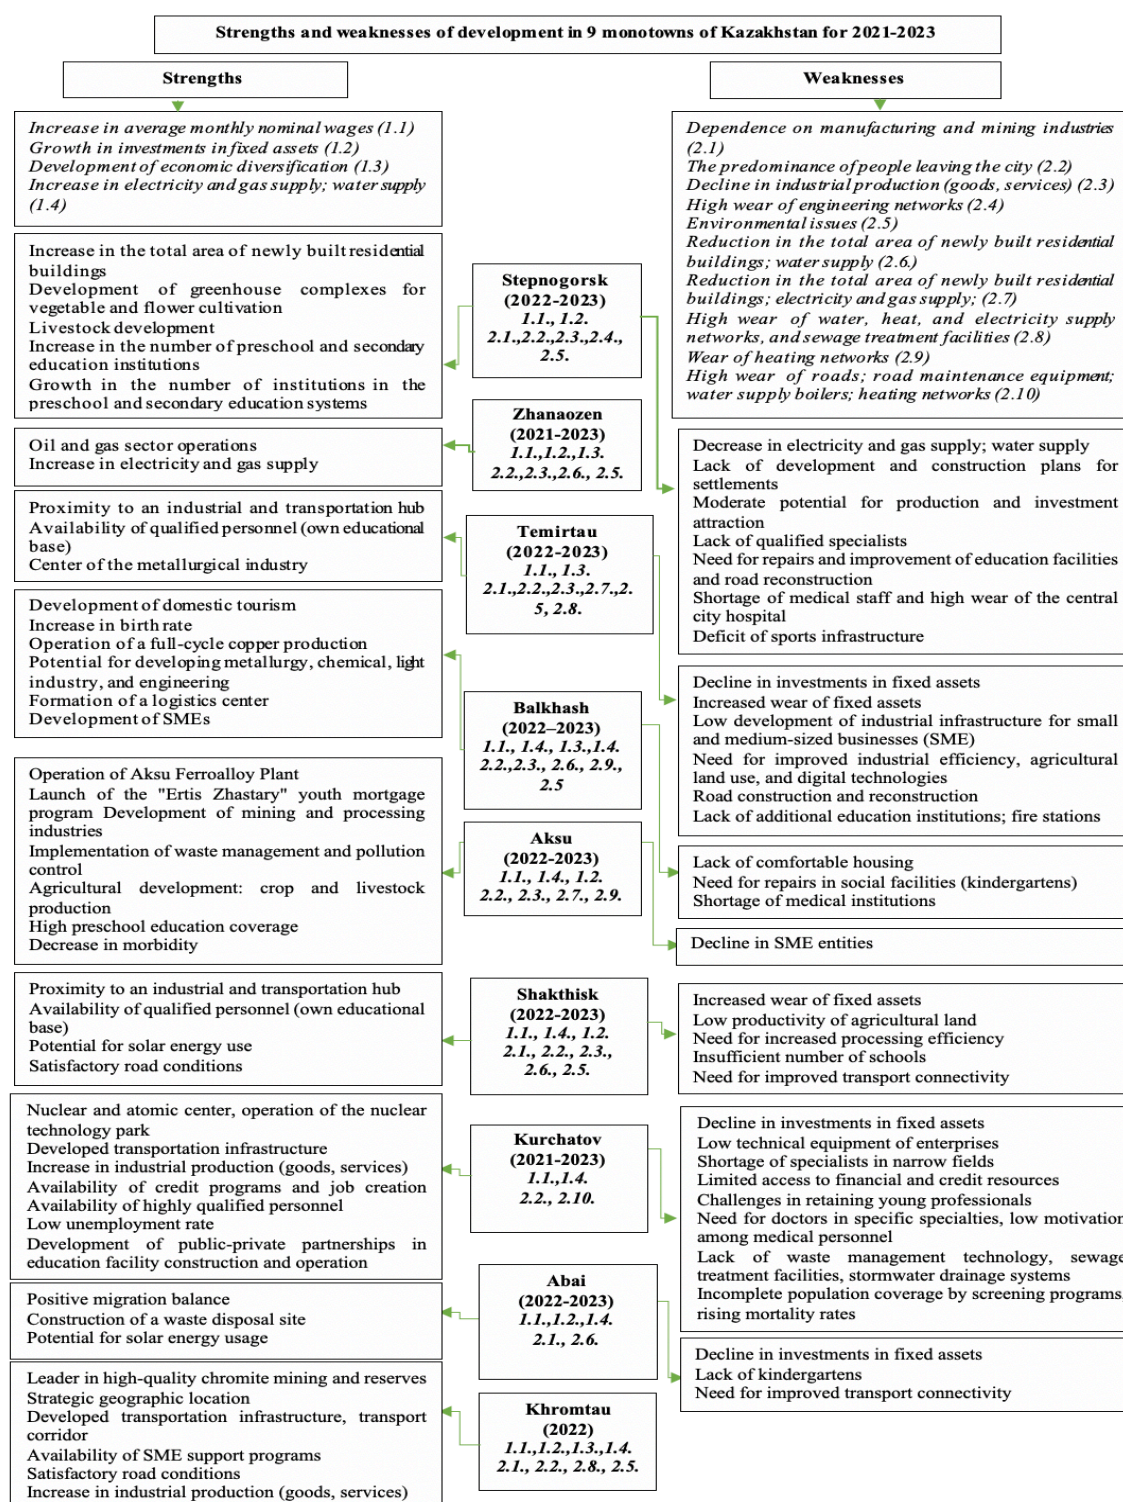 Strengths and weaknesses of development in 9 monotowns of Kazakhstan for 2021-2023
Strengths
Weaknesses
Increase in average monthly nominal wages (1.1)
Growth in investments in fixed assets (1.2)
Development of economic diversification (1.3)
Increase in electricity and gas supply; water supply
(1.4)
Dependence on manufacturing and mining industries
(2.1)
The predominance of people leaving the city (2.2)
Decline in industrial production (goods, services) (2.3)
High wear of engineering networks (2.4)
Environmental issues (2.5)
Reduction in the total area of newly built residential
buildings; water supply (2.6.)
Reduction in the total area of newly built residential
buildings; electricity and gas supply; (2.7)
High wear of water, heat, and electricity supply
networks, and sewage treatment facilities (2.8)
Wear of heating networks (2.9)
High wear of roads; road maintenance equipment;
water supply boilers; heating networks (2.10)
Increase in the total area of newly built residential
buildings
Development of greenhouse complexes for
vegetable and flower cultivation
Livestock development
Increase in the number of preschool and secondary
education institutions
Growth in the number of institutions in the
preschool and secondary education systems
Stepnogorsk
(2022-2023)
1.1., 1.2.
2.1.,2.2.,2.3.,2.4.,
2.5.
Decrease in electricity and gas supply; water supply
Lack of development and construction plans for
settlements
Moderate potential for production and investment
attraction
Lack of qualified specialists
Need for repairs and improvement of education facilities
and road reconstruction
Shortage of medical staff and high wear of the central
city hospital
Deficit of sports infrastructure
Oil and gas sector operations
Increase in electricity and gas supply
Zhanaozen
(2021-2023)
1.1.,1.2.,1.3.
2.2.,2.3.,2.6., 2.5.
Proximity to an industrial and transportation hub
Availability of qualified personnel (own educational
base)
Center of the metallurgical industry
Temirtau
(2022-2023)
1.1., 1.3.
2.1.,2.2.,2.3.,2.7.,2.
5, 2.8.
Decline in investments in fixed assets
Increased wear of fixed assets
Low development of industrial infrastructure for small
and medium-sized businesses (SME)
Need for improved industrial efficiency, agricultural
land use, and digital technologies
Road construction and reconstruction
Lack of additional education institutions; fire stations
Development of domestic tourism
Increase in birth rate
Operation of a full-cycle copper production
Potential for developing metallurgy, chemical, light
industry, and engineering
Formation of a logistics center
Development of SMEs
Balkhash
(2022–2023)
1.1., 1.4., 1.3.,1.4.
2.2.,2.3., 2.6., 2.9.,
2.5
Lack of comfortable housing
Need for repairs in social facilities (kindergartens)
Shortage of medical institutions
Operation of Aksu Ferroalloy Plant
Launch of the "Ertis Zhastary" youth mortgage
program Development of mining and processing
industries
Implementation of waste management and pollution
control
Agricultural development: crop and livestock
production
High preschool education coverage
Decrease in morbidity
Aksu
(2022-2023)
1.1., 1.4., 1.2.
2.2., 2.3., 2.7., 2.9.
Decline in SME entities
Proximity to an industrial and transportation hub
Availability of qualified personnel (own educational
base)
Potential for solar energy use
Satisfactory road conditions
Shakthisk
(2022-2023)
1.1., 1.4., 1.2.
2.1., 2.2., 2.3.,
2.6., 2.5.
Increased wear of fixed assets
Low productivity of agricultural land
Need for increased processing efficiency
Insufficient number of schools
Need for improved transport connectivity
Nuclear and atomic center, operation of the nuclear
technology park
Developed transportation infrastructure
Increase in industrial production (goods, services)
Availability of credit programs and job creation
Availability of highly qualified personnel
Low unemployment rate
Development of public-private partnerships in
education facility construction and operation
Kurchatov
(2021-2023)
1.1.,1.4.
2.2., 2.10.
Decline in investments in fixed assets
Low technical equipment of enterprises
Shortage of specialists in narrow fields
Limited access to financial and credit resources
Challenges in retaining young professionals
Need for doctors in specific specialties, low motivation
among medical personnel
Lack of waste management technology, sewage
treatment facilities, stormwater drainage systems
Incomplete population coverage by screening programs,
rising mortality rates
Positive migration balance
Construction of a waste disposal site
Potential for solar energy usage
Abai
(2022-2023)
1.1.,1.2.,1.4.
2.1., 2.6.
Decline in investments in fixed assets
Lack of kindergartens
Need for improved transport connectivity
Leader in high-quality chromite mining and reserves
Strategic geographic location
Developed transportation infrastructure, transport
corridor
Availability of SME support programs
Satisfactory road conditions
Increase in industrial production (goods, services)
Khromtau
(2022)
1.1.,1.2.,1.3.,1.4.
2.1., 2.2., 2.8., 2.5.